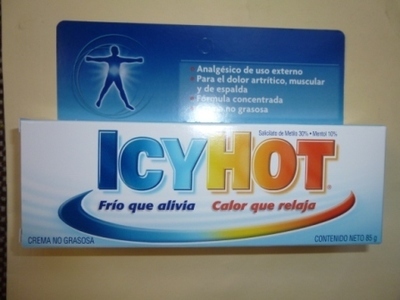 Analgésico de uso externo
Para el dolor artrítico, muscular
y de espalda
Fórmula concentrada
no grasosa
Salicilato de Metilo 30% • Mentol 10%
ICYHOT
Frío que alivia Calor que relaja
CREMA NO GRASOSA
CONTENIDO NETO 85 g